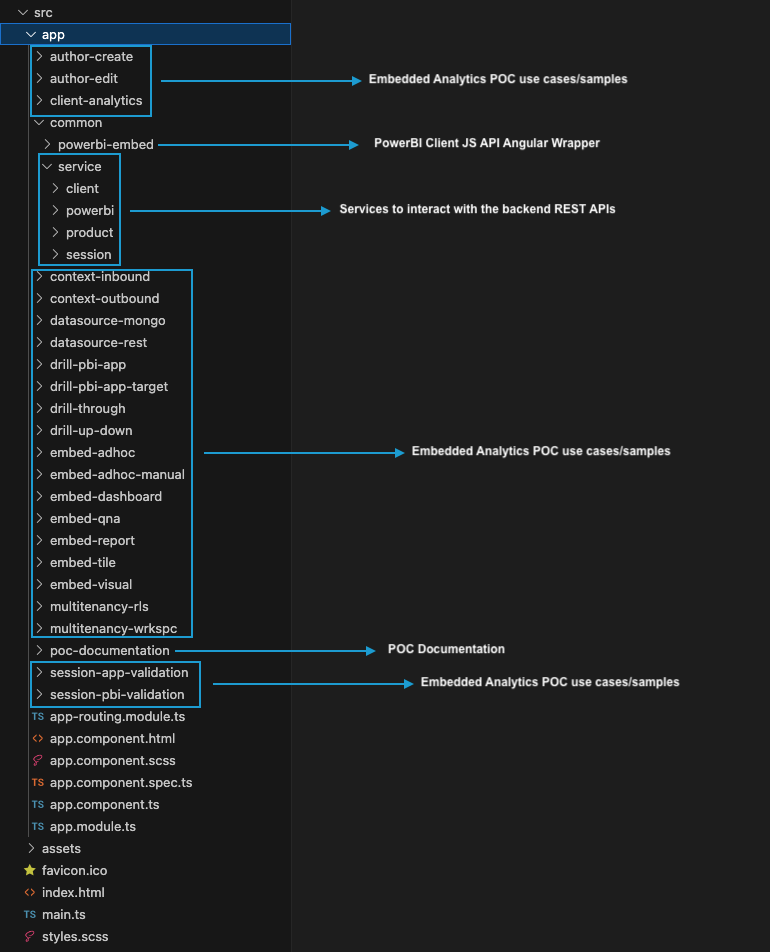 src
app
author-create
author-edit
Embedded Analytics POC use cases/samples
client-analytics
common
powerbi-embed
PowerBI Client JS API Angular Wrapper
service
client
powerbi
Services to interact with the backend REST APIs
product
session
context-inbound
context-outbound
datasource-mongo
datasource-rest
drill-pbi-app
drill-pbi-app-target
drill-through
drill-up-down
embed-adhoc
Embedded Analytics POC use cases/samples
embed-adhoc-manual
embed-dashboard
embed-qna
embed-report
embed-tile
embed-visual
multitenancy-rls
multitenancy-wrkspc
poc-documentation
POC Documentation
session-app-validation
Embedded Analytics POC use cases/samples
session-pbi-validation
TS app-routing.module.ts
<> app.component.html
app.component.scss
TS app.component.spec.ts
TS app.component.ts
TS app.module.ts
assets
favicon.ico
<> index.html
TS main.ts
styles.scss